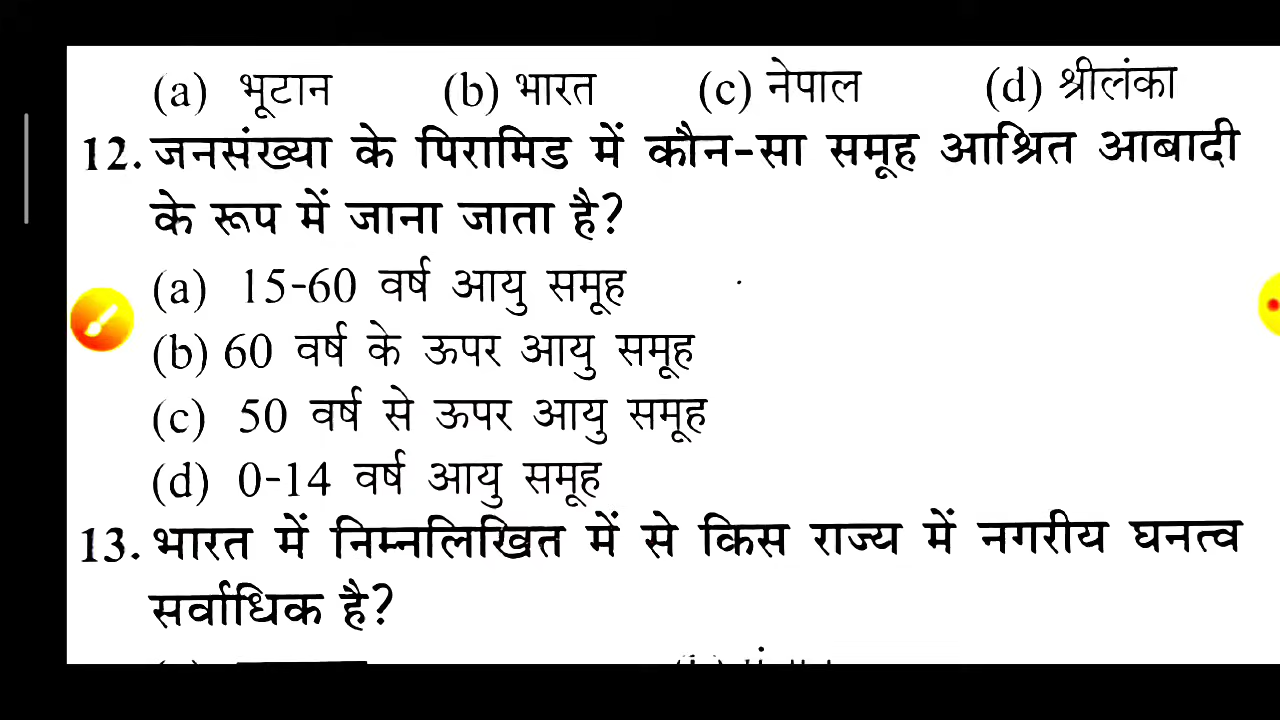 (a) भूटान (b) भारत (c) नेपाल (d) श्रीलंका
12. जनसंख्या के पिरामिड में कौन-सा समूह आश्रित आबादी
के रूप में जाना जाता है?
(a) 15-60 वर्ष आयु समूह
(b) 60 वर्ष के ऊपर आयु समूह
(c) 50 वर्ष से ऊपर आयु समूह
(d) 0-14 वर्ष आयु समूह
13. भारत में निम्नलिखित में से किस राज्य में नगरीय घनत्व
सर्वाधिक है?